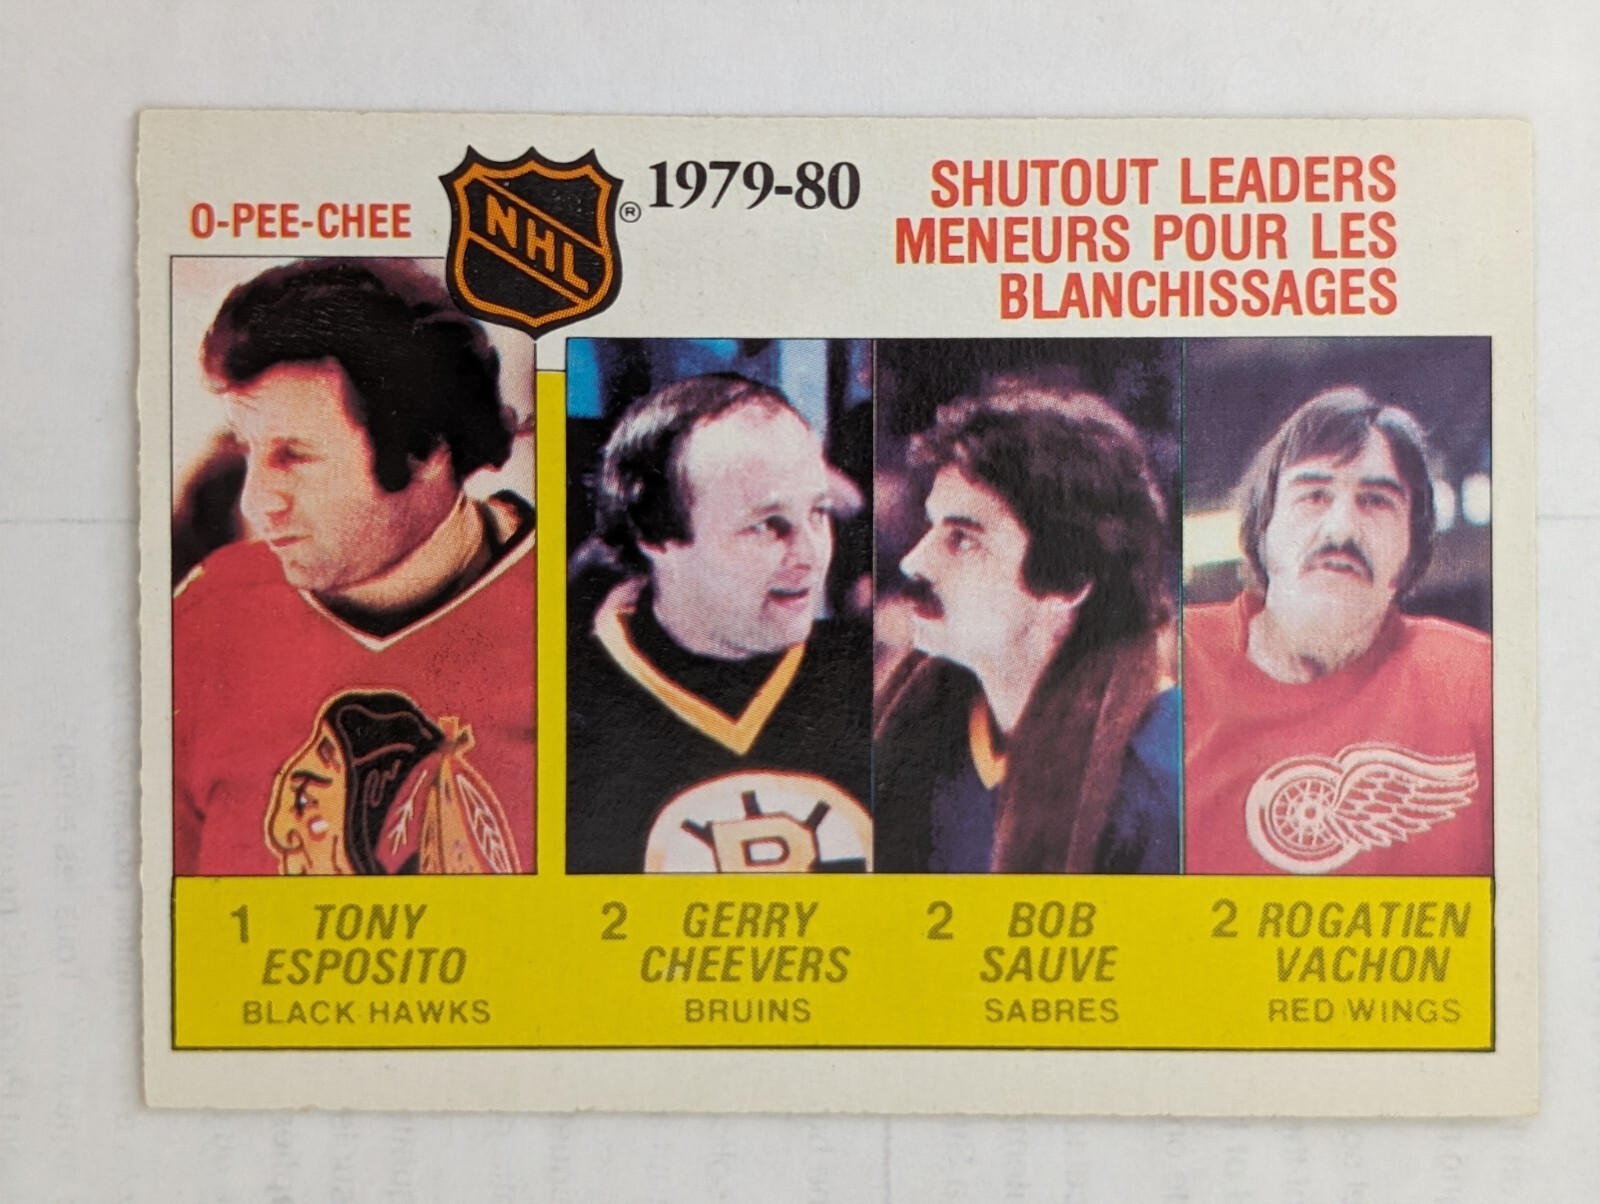 O-PEE-CHEE
NHL
®
1979-80
SHUTOUT LEADERS
MENEURS POUR LES
BLANCHISSAGES
B
1 TONY
ESPOSITO
BLACK HAWKS
2 GERRY
CHEEVERS
BRUINS
2 BOB
SAUVE
SABRES
2 ROGATIEN
VACHON
RED WINGS